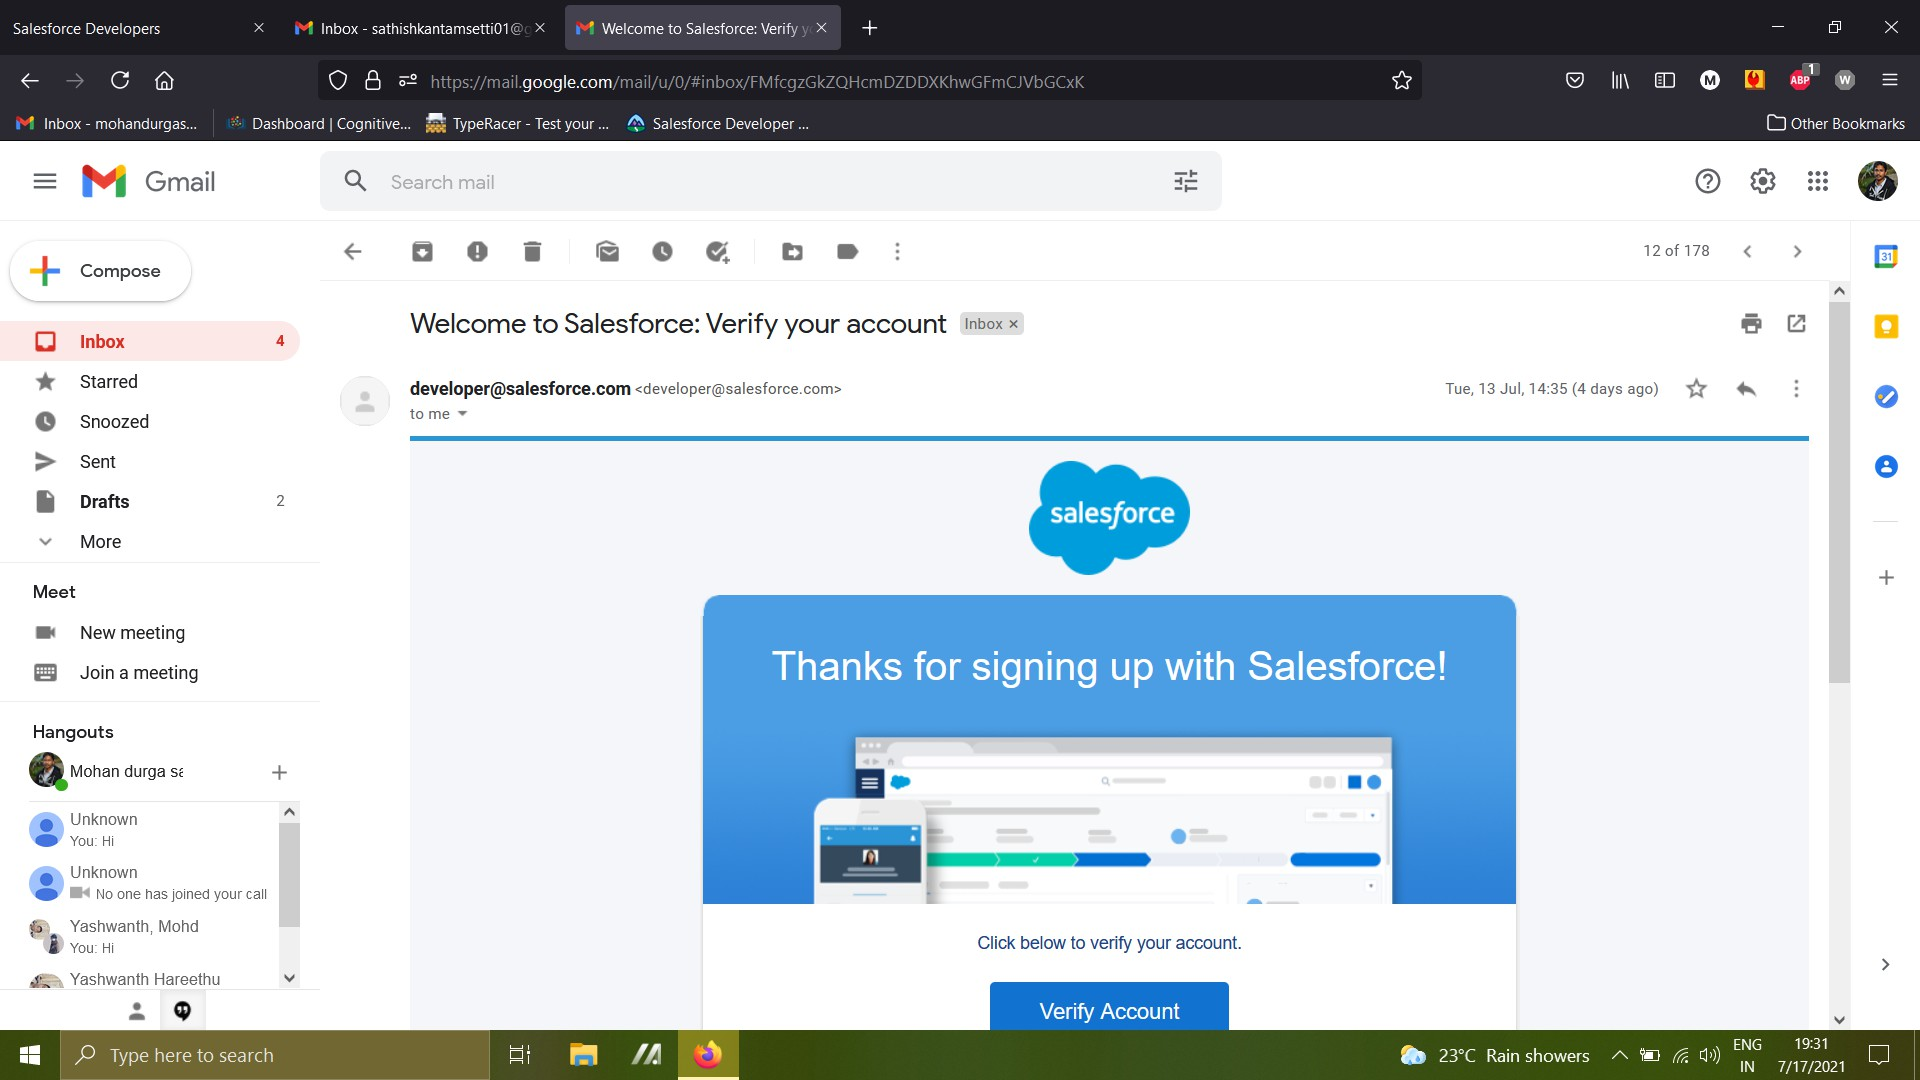 Salesforce Developers
Inbox - sathishkantamsetti01@g
Welcome to Salesforce: Verify y
https://mail.google.com/mail/u/0/#inbox/FMfcgzGkZQHcmDZDDXKhwGFmCJVbGCxK
M
ABP
1
W
Inbox - mohandurgas...
Dashboard | Cognitive...
TypeRacer - Test your ...
Salesforce Developer ...
Other Bookmarks
Gmail
Search mail
Compose
12 of 178
31
Inbox 4
Starred
Snoozed
Sent
Drafts 2
More
Meet
New meeting
Join a meeting
Hangouts
Mohan durga sa
Unknown
You: Hi
Unknown
No one has joined your call
Yashwanth, Mohd
You: Hi
Yashwanth Hareethu
Welcome to Salesforce: Verify your account
Inbox ×
developer@salesforce.com <developer@salesforce.com>
Tue, 13 Jul, 14:35 (4 days ago)
to me
salesforce
Thanks for signing up with Salesforce!
Click below to verify your account.
Verify Account
Type here to search
23°C Rain showers
ENG
IN
19:31
7/17/2021